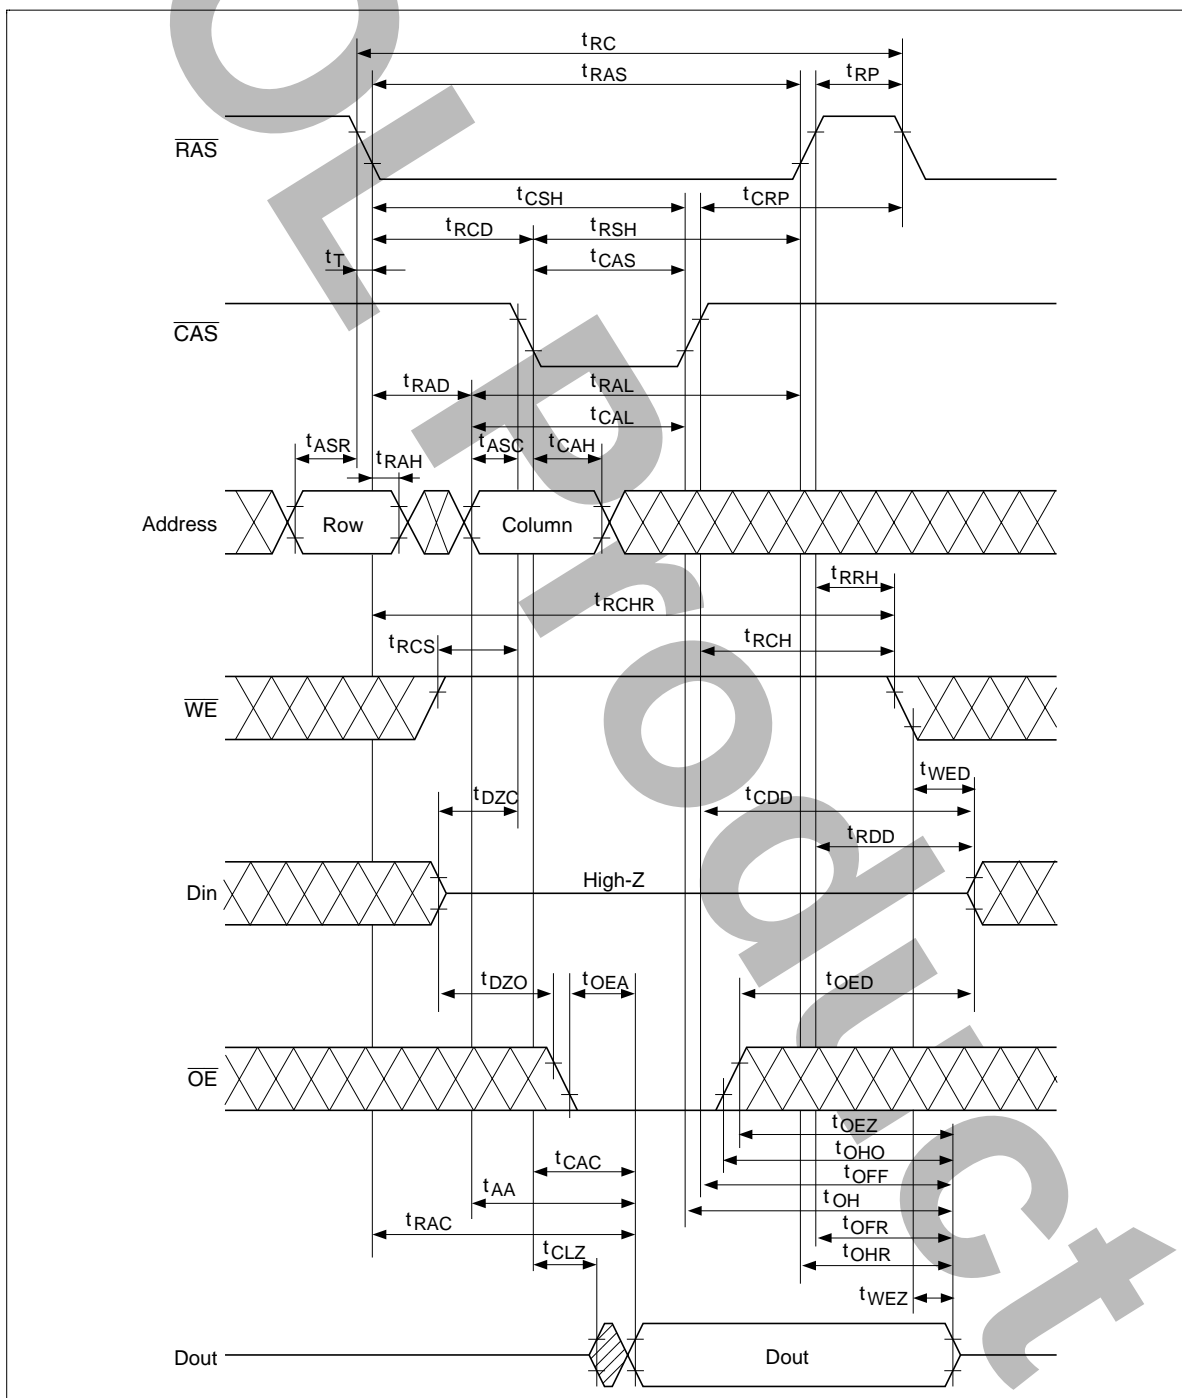 tRC
tRAS tRP
RAS
tCSH tCRP
tRCD tRSH
tT tCAS
CAS
tRAD tRAL
tCAL
tASR tASC tCAH
tRAH
Address Row Column
tRRH
tRCHR
tRCS tRCH
WE
tWED
tDZC tCDD
tRDD
Din High-Z
tDZO tOEA tOED
OE
tOEZ
tOHO
tCAC
tOFF
tAA
tOH
tRAC
tOFR
tCLZ
tOHR
tWEZ
Dout Dout
OL Product